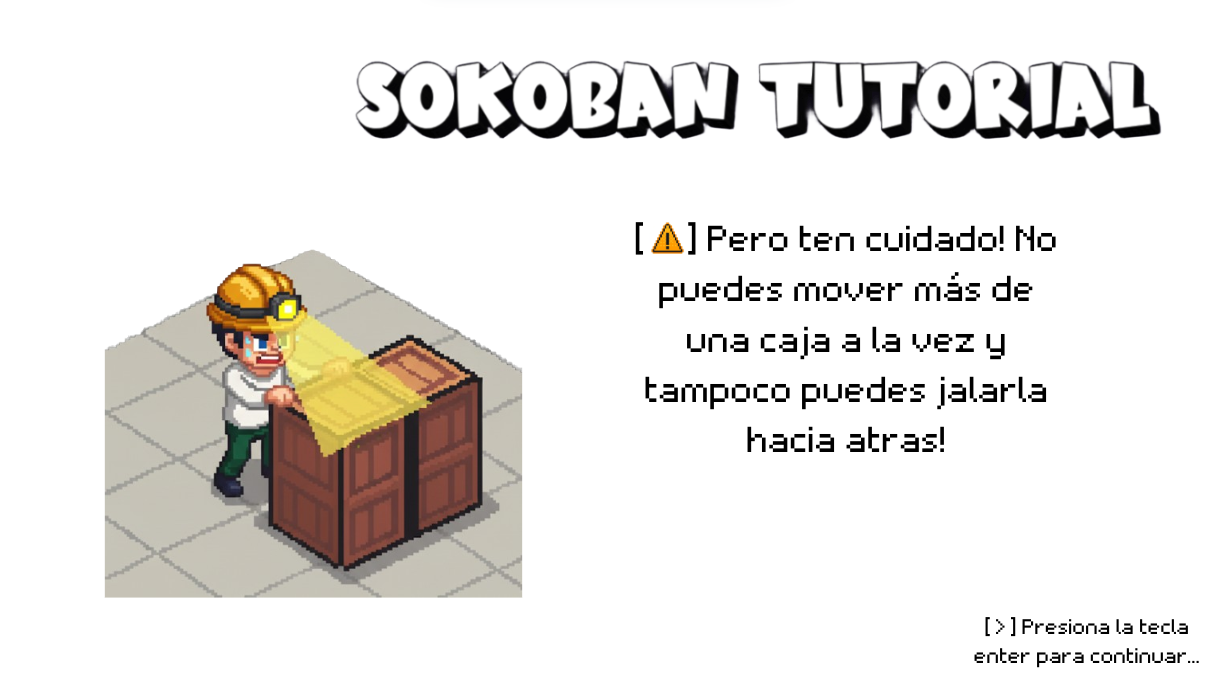 SOKOBAN TUTORIAL
[⚠] Pero ten cuidado! No
puedes mover más de
una caja a la vez y
tampoco puedes jalarla
hacia atras!
[>] Presiona la tecla
enter para continuar...